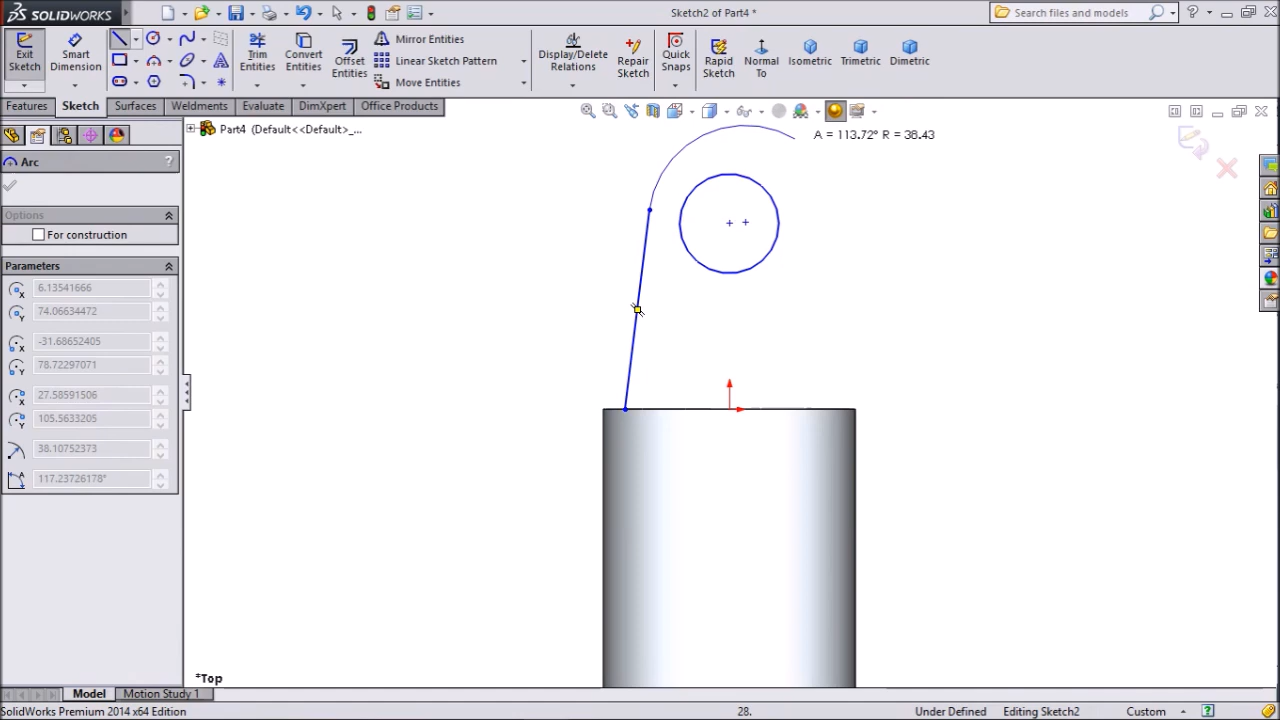 SOLIDWORKS
Sketch2 of Part4 *
Search files and models
Exit Sketch
Smart Dimension
Trim Entities
Convert Entities
Offset Entities
Mirror Entities
Linear Sketch Pattern
Move Entities
Display/Delete Relations
Repair Sketch
Quick Snaps
Rapid Sketch
Normal To
Isometric
Trimetric
Dimetric
Features
Sketch
Surfaces
Weldments
Evaluate
DimXpert
Office Products
Part4 (Default<<Default>_...
Arc
?
Options
For construction
Parameters
6.13541666
74.06634472
-31.68652405
78.72297071
27.58591506
105.5633205
38.10752373
117.23726178°
A = 113.72° R = 38.43
*Top
Model
Motion Study 1
SolidWorks Premium 2014 x64 Edition
28.
Under Defined
Editing Sketch2
Custom